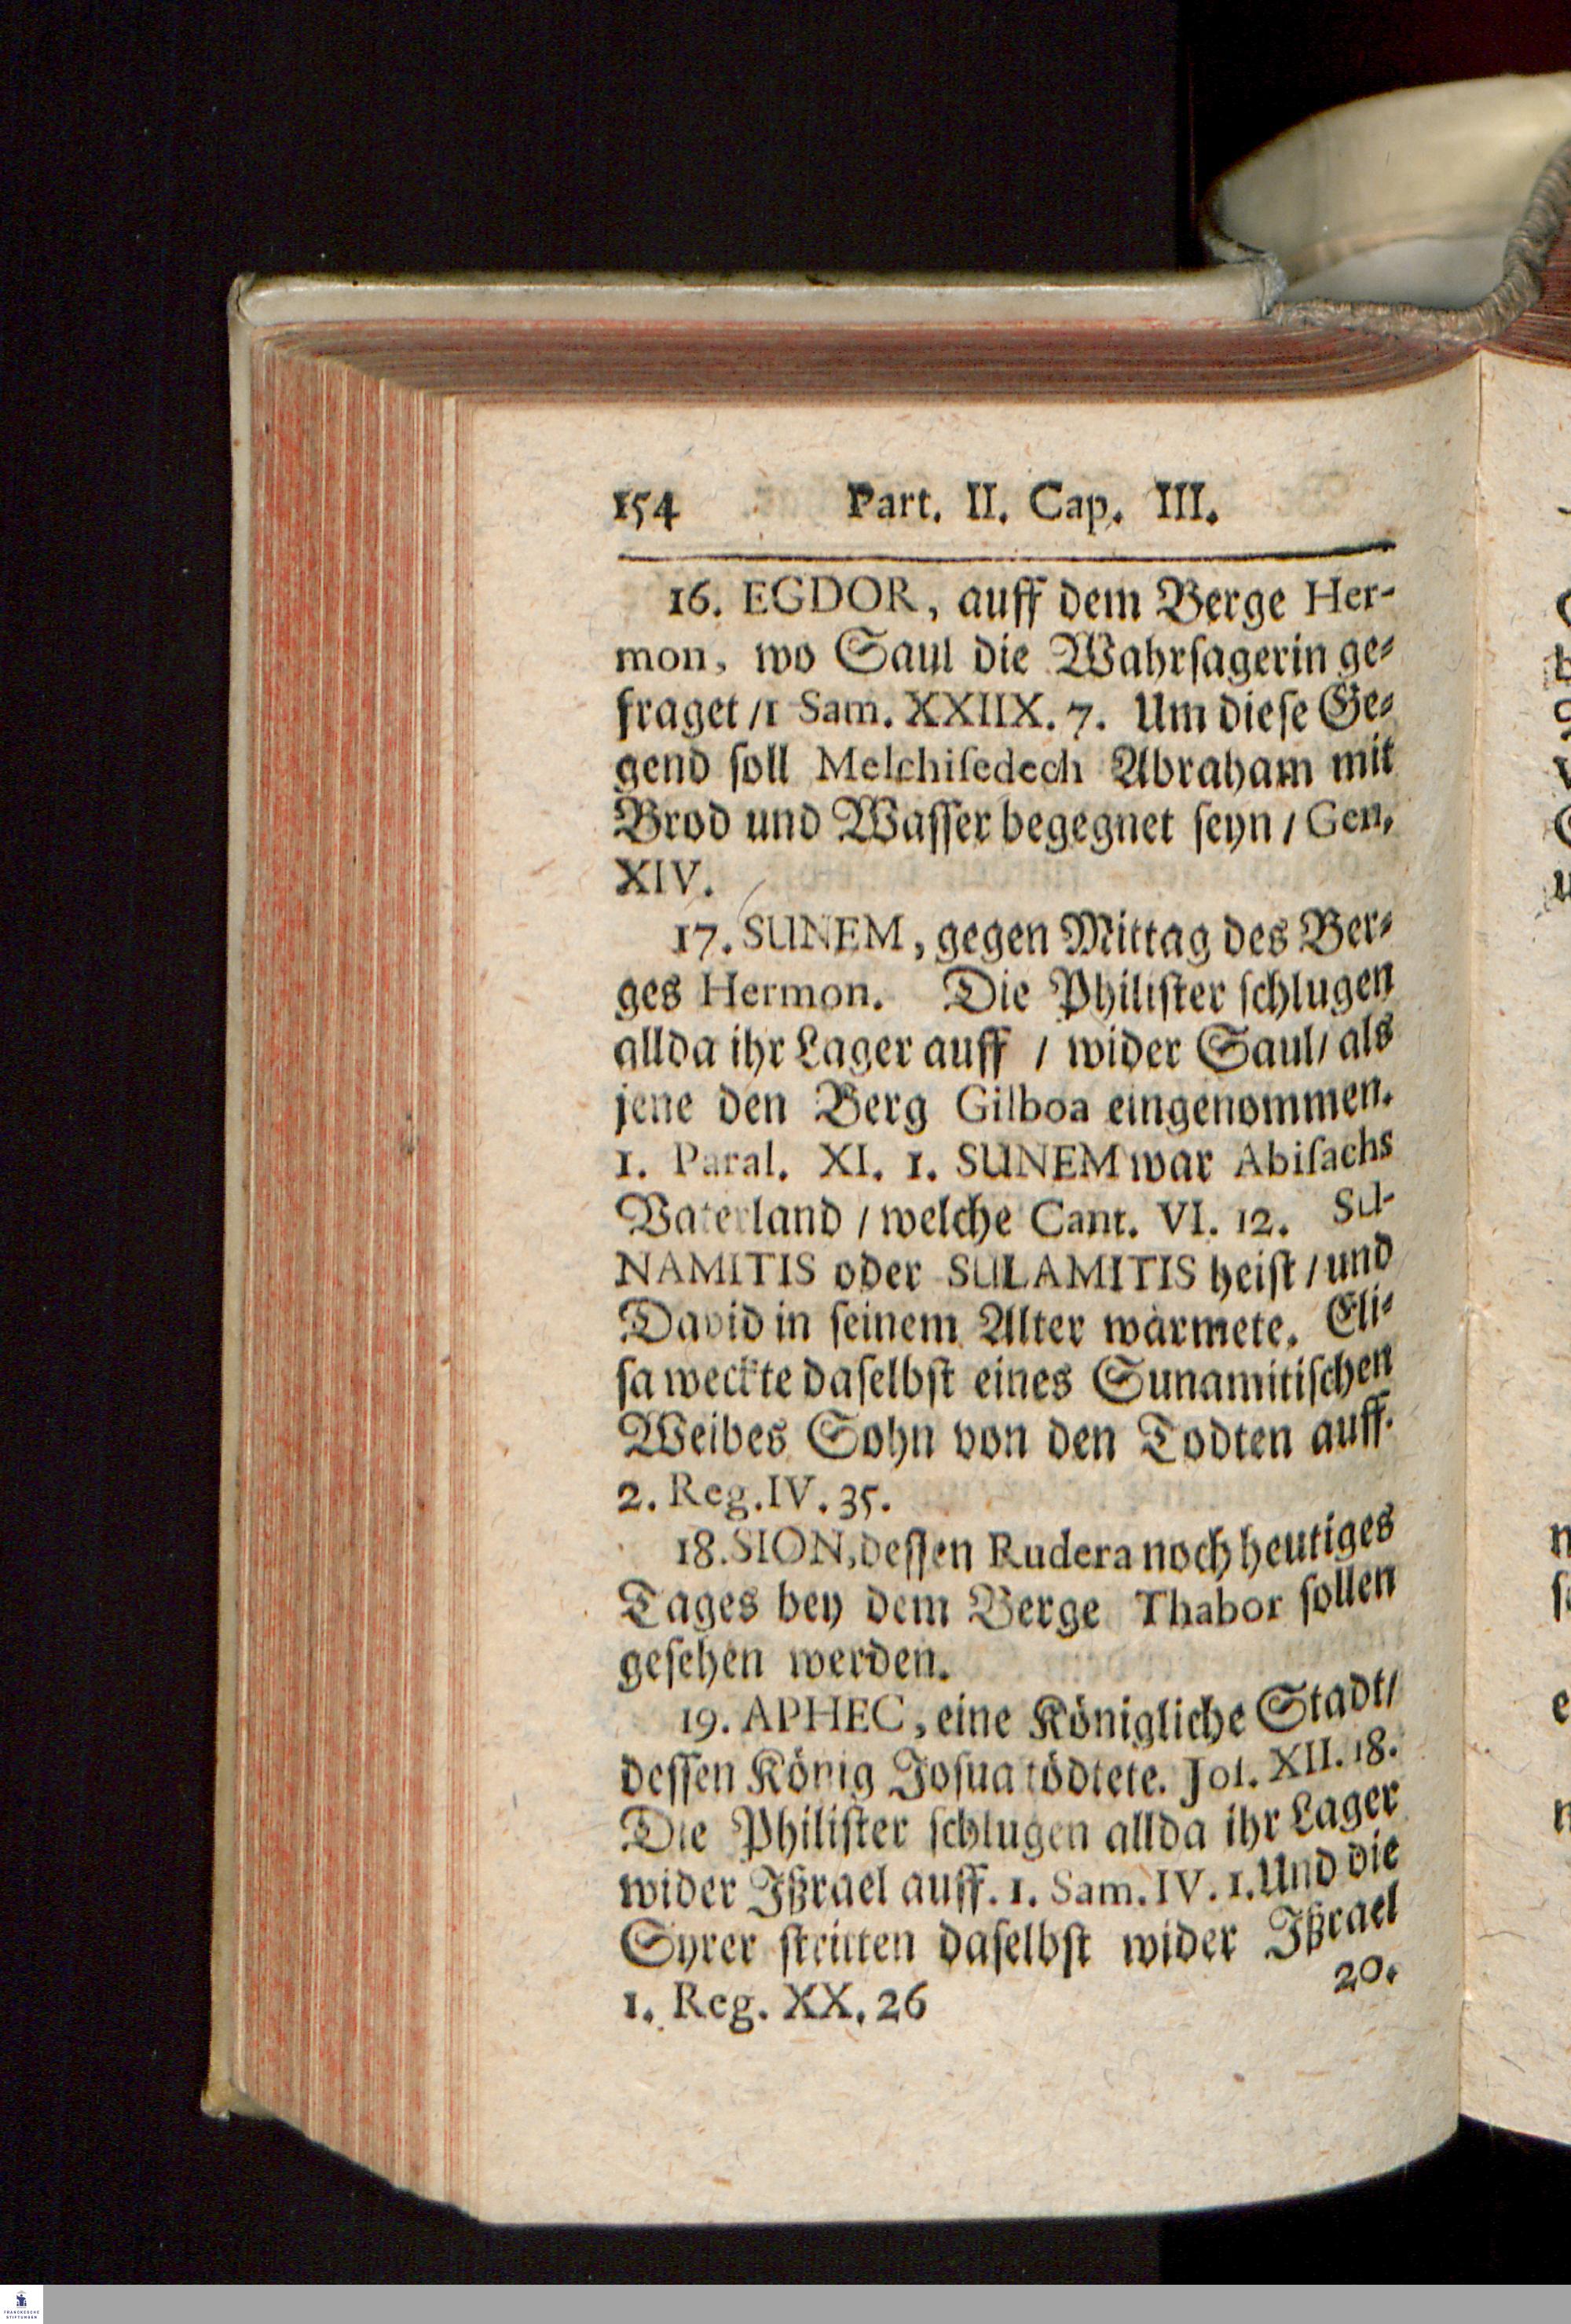 154 Part. II. Cap. III.
16. EGDOR, auff dem Berge Her-
mon, wo Saul die Wahrſagerin ge-
fraget / 1 Sam. XXIIX. 7. Um dieſe Ge-
gend ſoll Melchiſedech Abraham mit
Brod und Waſſer begegnet ſeyn / Gen.
XIV.
17. SUNEM, gegen Mittag des Ber-
ges Hermon. Die Philiſter ſchlugen
allda ihr Lager auff / wider Saul / als
jene den Berg Gilboa eingenommen.
1. Paral. XI. 1. SUNEM war Abiſachs
Vaterland / welche Cant. VI. 12. SU-
NAMITIS oder SULAMITIS heiſt / und
David in ſeinem Alter wärmete. Eli-
ſa weckte daſelbſt eines Sunamitiſchen
Weibes Sohn von den Todten auff.
2. Reg. IV. 35.
18. SION, deſſen Rudera noch heutiges
Tages bey dem Berge Thabor ſollen
geſehen werden.
19. APHEC, eine Königliche Stadt /
deſſen König Joſua tödtete. Joſ. XII. 18.
Die Philiſter ſchlugen allda ihr Lager
wider Ißrael auff. 1. Sam. IV. 1. Und die
Syrer ſtritten daſelbſt wider Ißrael
1. Reg. XX. 26
20.
FRANCKESCHE
STIFTUNGEN